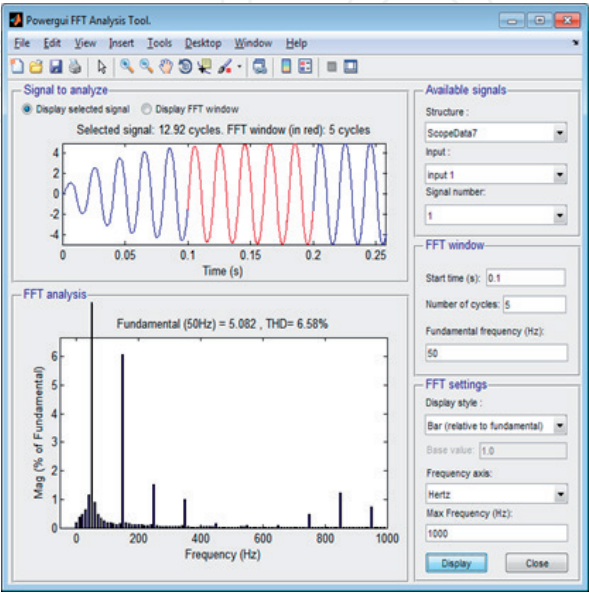 Powergui FFT Analysis Tool.
File Edit View Insert Tools Desktop Window Help
Signal to analyze
Display selected signal Display FFT window
Selected signal: 12.92 cycles. FFT window (in red): 5 cycles
4
2
0
-2
-4
0 0.05 0.1 0.15 0.2 0.25
Time (s)
FFT analysis
Fundamental (50Hz) = 5.082 , THD= 6.58%
Mag (% of Fundamental)
6
5
4
3
2
1
0
0 200 400 600 800 1000
Frequency (Hz)
Available signals
Structure :
ScopeData7
Input :
input 1
Signal number:
1
FFT window
Start time (s): 0.1
Number of cycles: 5
Fundamental frequency (Hz):
50
FFT settings
Display style :
Bar (relative to fundamental)
Base value: 1.0
Frequency axis:
Hertz
Max Frequency (Hz):
1000
Display Close